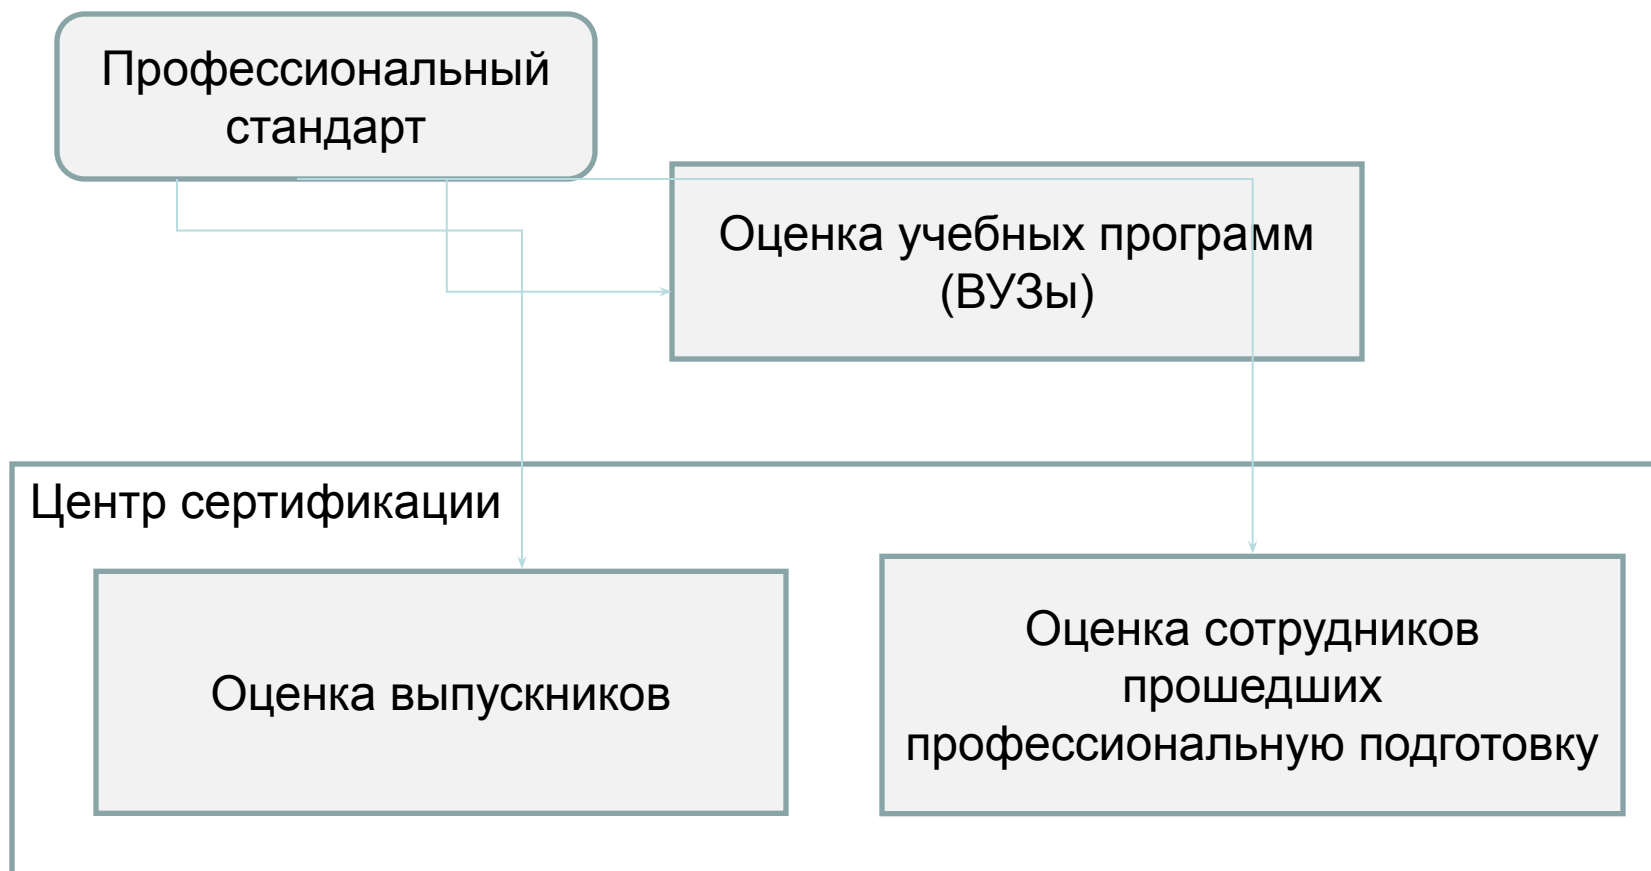 Профессиональный
стандарт
Оценка учебных программ
(ВУЗы)
Центр сертификации
Оценка выпускников
Оценка сотрудников
прошедших
профессиональную подготовку